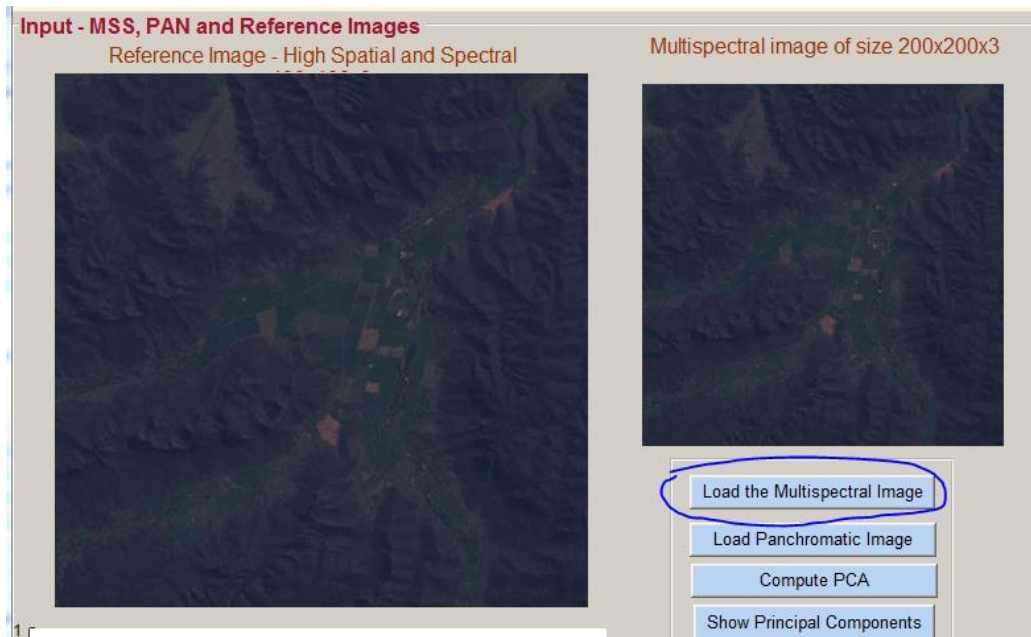 Input - MSS, PAN and Reference Images
Reference Image - High Spatial and Spectral
Multispectral image of size 200x200x3
Load the Multispectral Image
Load Panchromatic Image
Compute PCA
Show Principal Components
1